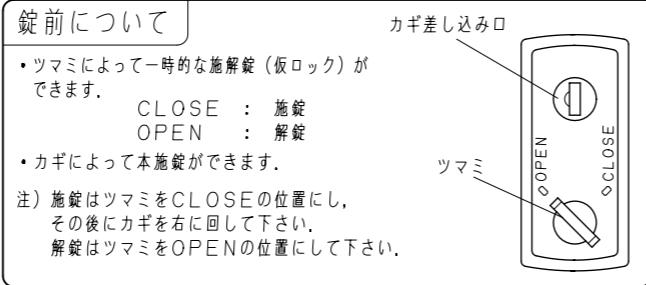 錠前について
・ツマミによって一時的な施解錠（仮ロック）が
できます.
CLOSE : 施錠
OPEN : 解錠
・カギによって本施錠ができます.
注）施錠はツマミをCLOSEの位置にし,
その後にカギを右に回して下さい.
解錠はツマミをOPENの位置にして下さい.
カギ差し込み口
ツマミ
OPEN
CLOSE